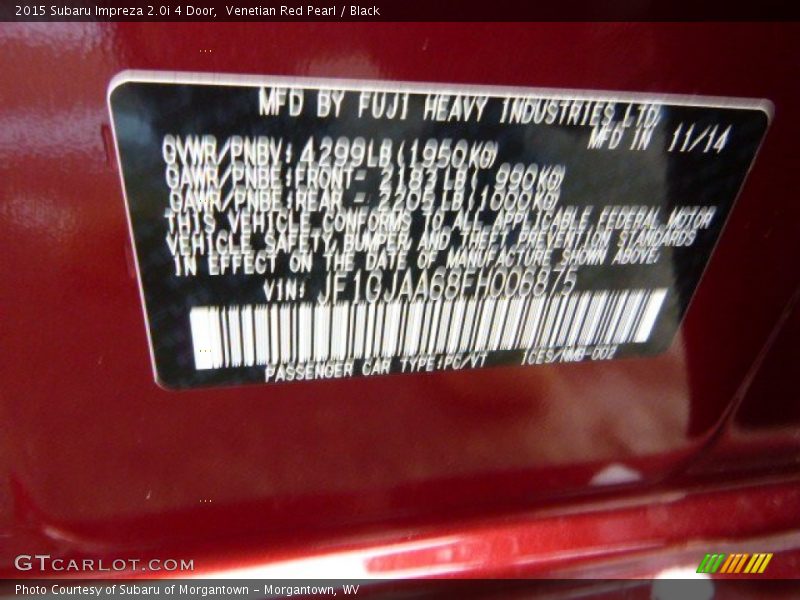 2015 Subaru Impreza 2.0i 4 Door,  Venetian Red Pearl / Black
MFD BY FUJI HEAVY INDUSTRIES LTD.
MFD IN 11/14
GVWR/PNBV: 4299LB(1950KG)
GAWR/PNBE:FRONT- 2183LB( 990KG)
GAWR/PNBE:REAR - 2205LB(1000KG)
THIS VEHICLE CONFORMS TO ALL APPLICABLE FEDERAL MOTOR
VEHICLE SAFETY, BUMPER, AND THEFT PREVENTION STANDARDS
IN EFFECT ON THE DATE OF MANUFACTURE SHOWN ABOVE.
VIN: JF1GJAA68FH006875
PASSENGER CAR TYPE:PC/VT ICES/NMB-002
GTCARLOT.COM
Photo Courtesy of Subaru of Morgantown - Morgantown, WV